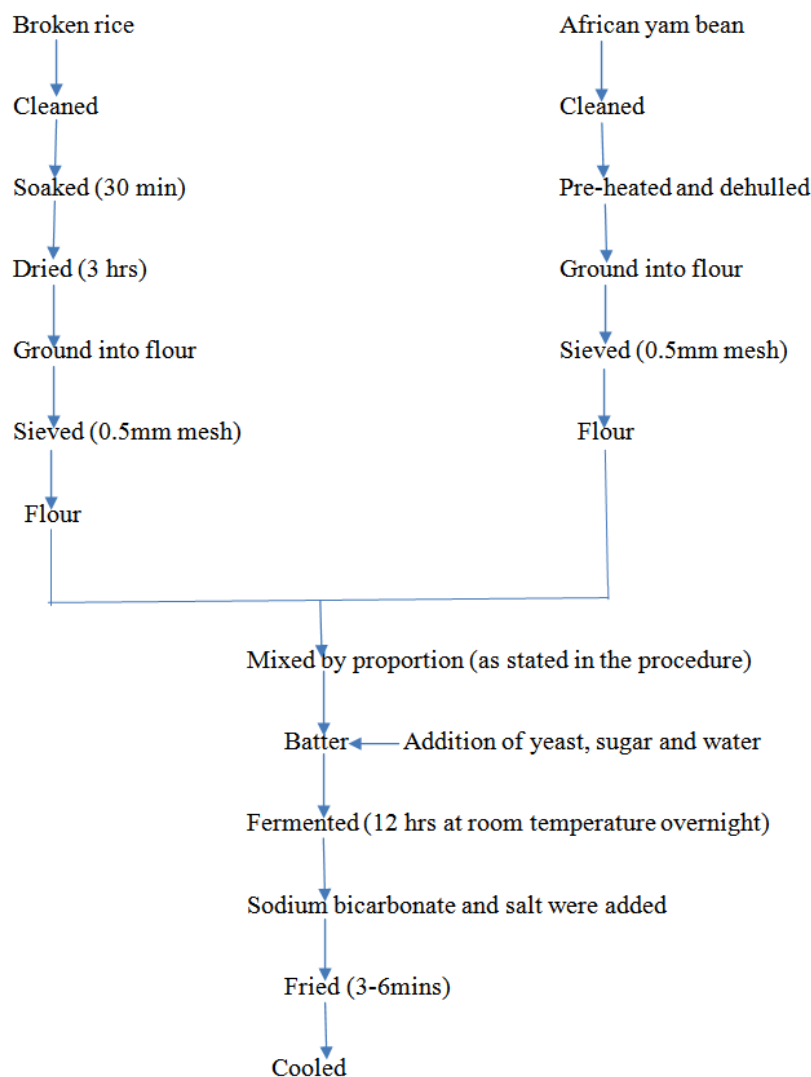 Broken rice
African yam bean
Cleaned
Cleaned
Soaked (30 min)
Pre-heated and dehulled
Dried (3 hrs)
Ground into flour
Ground into flour
Sieved (0.5mm mesh)
Sieved (0.5mm mesh)
Flour
Flour
Mixed by proportion (as stated in the procedure)
Batter
Addition of yeast, sugar and water
Fermented (12 hrs at room temperature overnight)
Sodium bicarbonate and salt were added
Fried (3-6mins)
Cooled